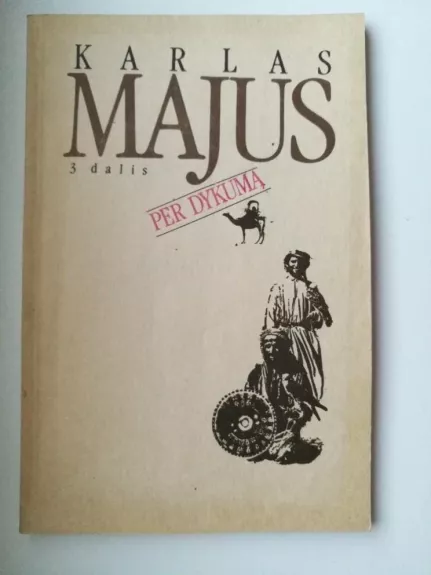 KARLAS
MAJUS
3 dalis
PER DYKUMĄ